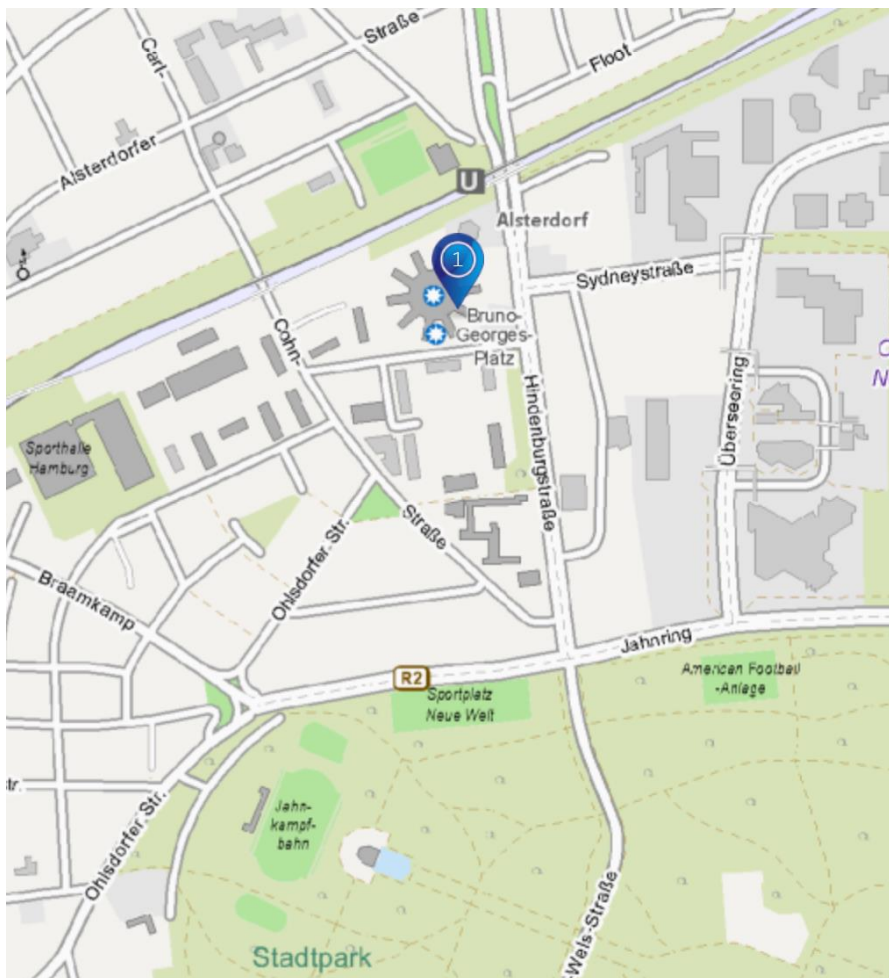 Carl-
Straße
Floot
Alsterdorfer
U
Alsterdorf
1
Sydneystraße
Bruno-
Georges-
Platz
Cohn-
Hindenburgstraße
Überseering
O
N
Sporthalle
Hamburg
Straße
Ohlsdorfer Str.
Braamkamp
Jahnring
R2
American Football
-Anlage
Sportplatz
Neue Welt
tr.
Jahn-
kampf-
bahn
Ohlsdorfer Str.
-Wels-Straße
Stadtpark